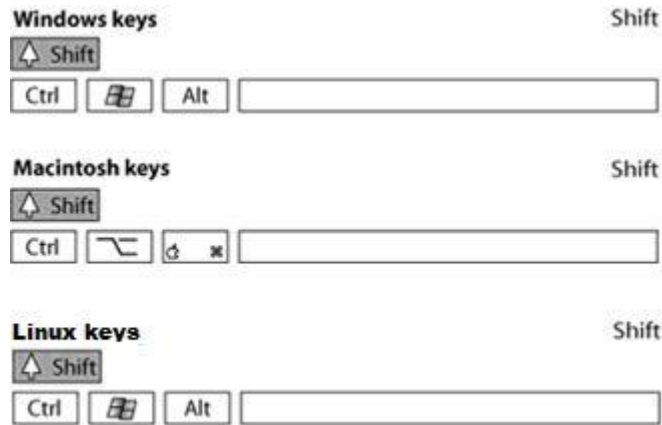 Windows keys Shift
Shift
Ctrl Alt
Macintosh keys Shift
Shift
Ctrl ⌥ ⌘
Linux keys Shift
Shift
Ctrl Alt